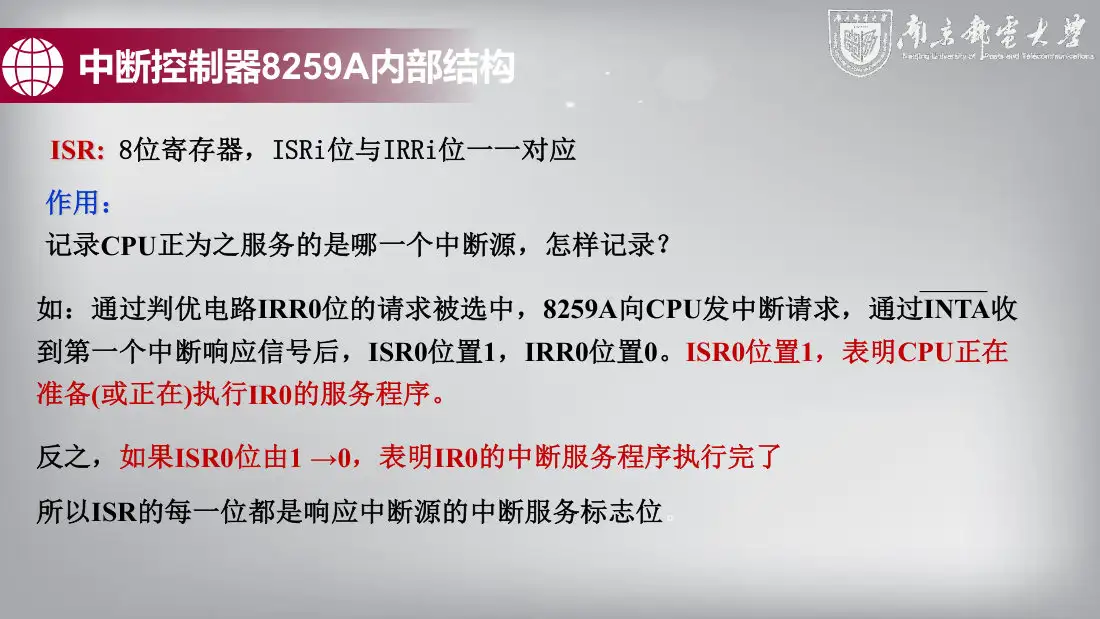 中断控制器8259A内部结构
南京邮电大学
Nanjing University of Posts and Telecommunications
ISR: 8位寄存器，ISRi位与IRRi位一一对应
作用：
记录CPU正为之服务的是哪一个中断源，怎样记录？
如：通过判优电路IRR0位的请求被选中，8259A向CPU发中断请求，通过INTA收
到第一个中断响应信号后，ISR0位置1，IRR0位置0。ISR0位置1，表明CPU正在
准备(或正在)执行IR0的服务程序。
反之，如果ISR0位由1 →0，表明IR0的中断服务程序执行完了
所以ISR的每一位都是响应中断源的中断服务标志位。